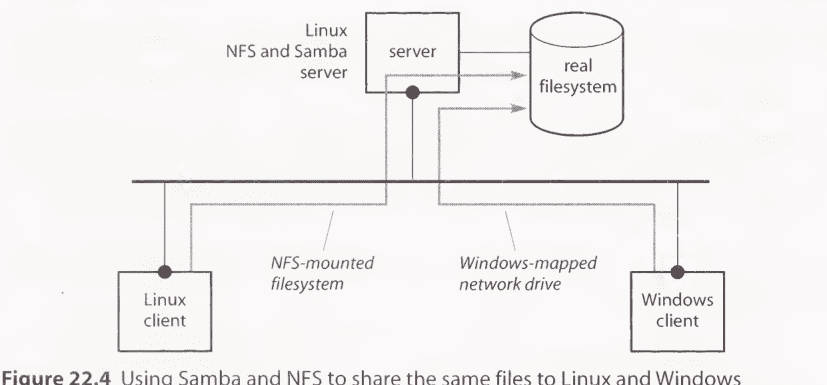 Linux
NFS and Samba
server
server
real
filesystem
NFS-mounted
filesystem
Windows-mapped
network drive
Linux
client
Windows
client
Figure 22.4 Using Samba and NFS to share the same files to Linux and Windows